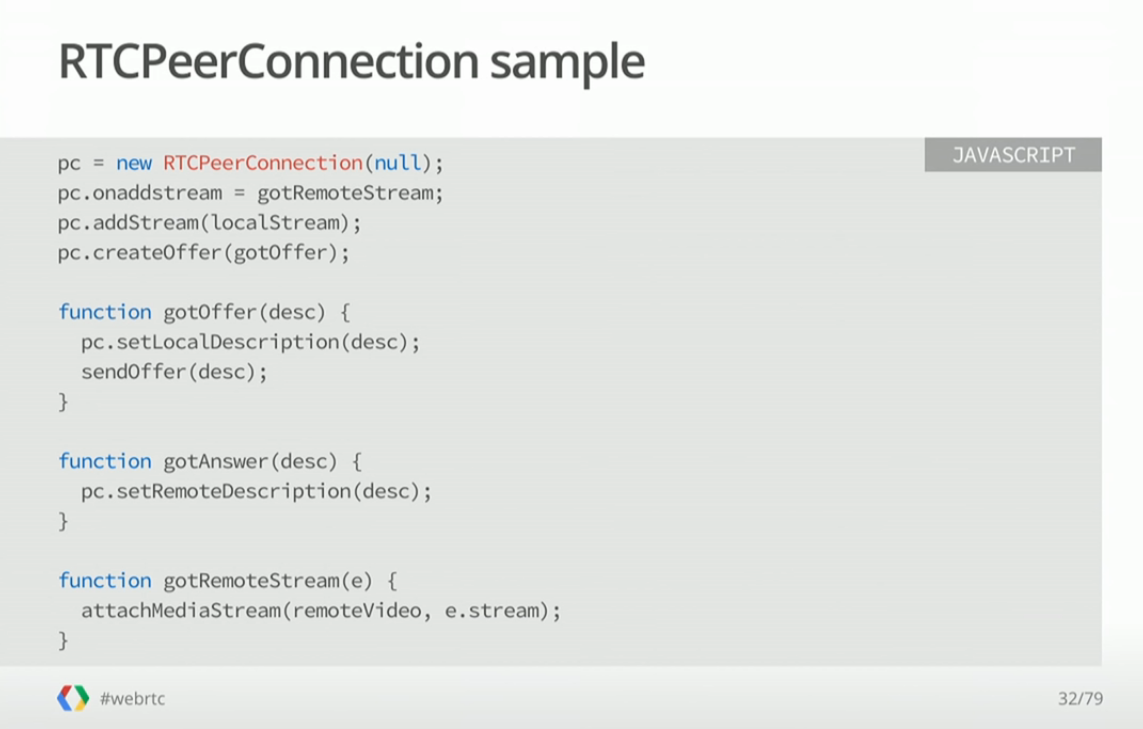 RTCPeerConnection sample
JAVASCRIPT
pc = new RTCPeerConnection(null);
pc.onaddstream = gotRemoteStream;
pc.addStream(localStream);
pc.createOffer(gotOffer);
function gotOffer(desc) {
  pc.setLocalDescription(desc);
  sendOffer(desc);
}
function gotAnswer(desc) {
  pc.setRemoteDescription(desc);
}
function gotRemoteStream(e) {
  attachMediaStream(remoteVideo, e.stream);
}
#webrtc
32/79